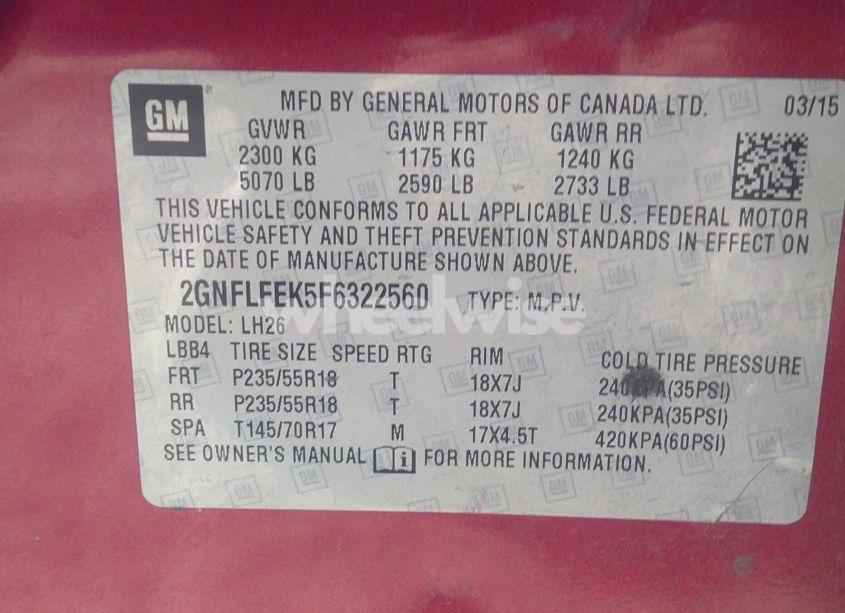 GM
MFD BY GENERAL MOTORS OF CANADA LTD. 03/15
GVWR GAWR FRT GAWR RR
2300 KG 1175 KG 1240 KG
5070 LB 2590 LB 2733 LB
THIS VEHICLE CONFORMS TO ALL APPLICABLE U.S. FEDERAL MOTOR
VEHICLE SAFETY AND THEFT PREVENTION STANDARDS IN EFFECT ON
THE DATE OF MANUFACTURE SHOWN ABOVE.
2GNFLFEK5F6322560 TYPE: M.P.V.
wheelwise
MODEL: LH26
LBB4 TIRE SIZE SPEED RTG RIM COLD TIRE PRESSURE
FRT P235/55R18 T 18X7J 240KPA(35PSI)
RR P235/55R18 T 18X7J 240KPA(35PSI)
SPA T145/70R17 M 17X4.5T 420KPA(60PSI)
SEE OWNER'S MANUAL i FOR MORE INFORMATION.